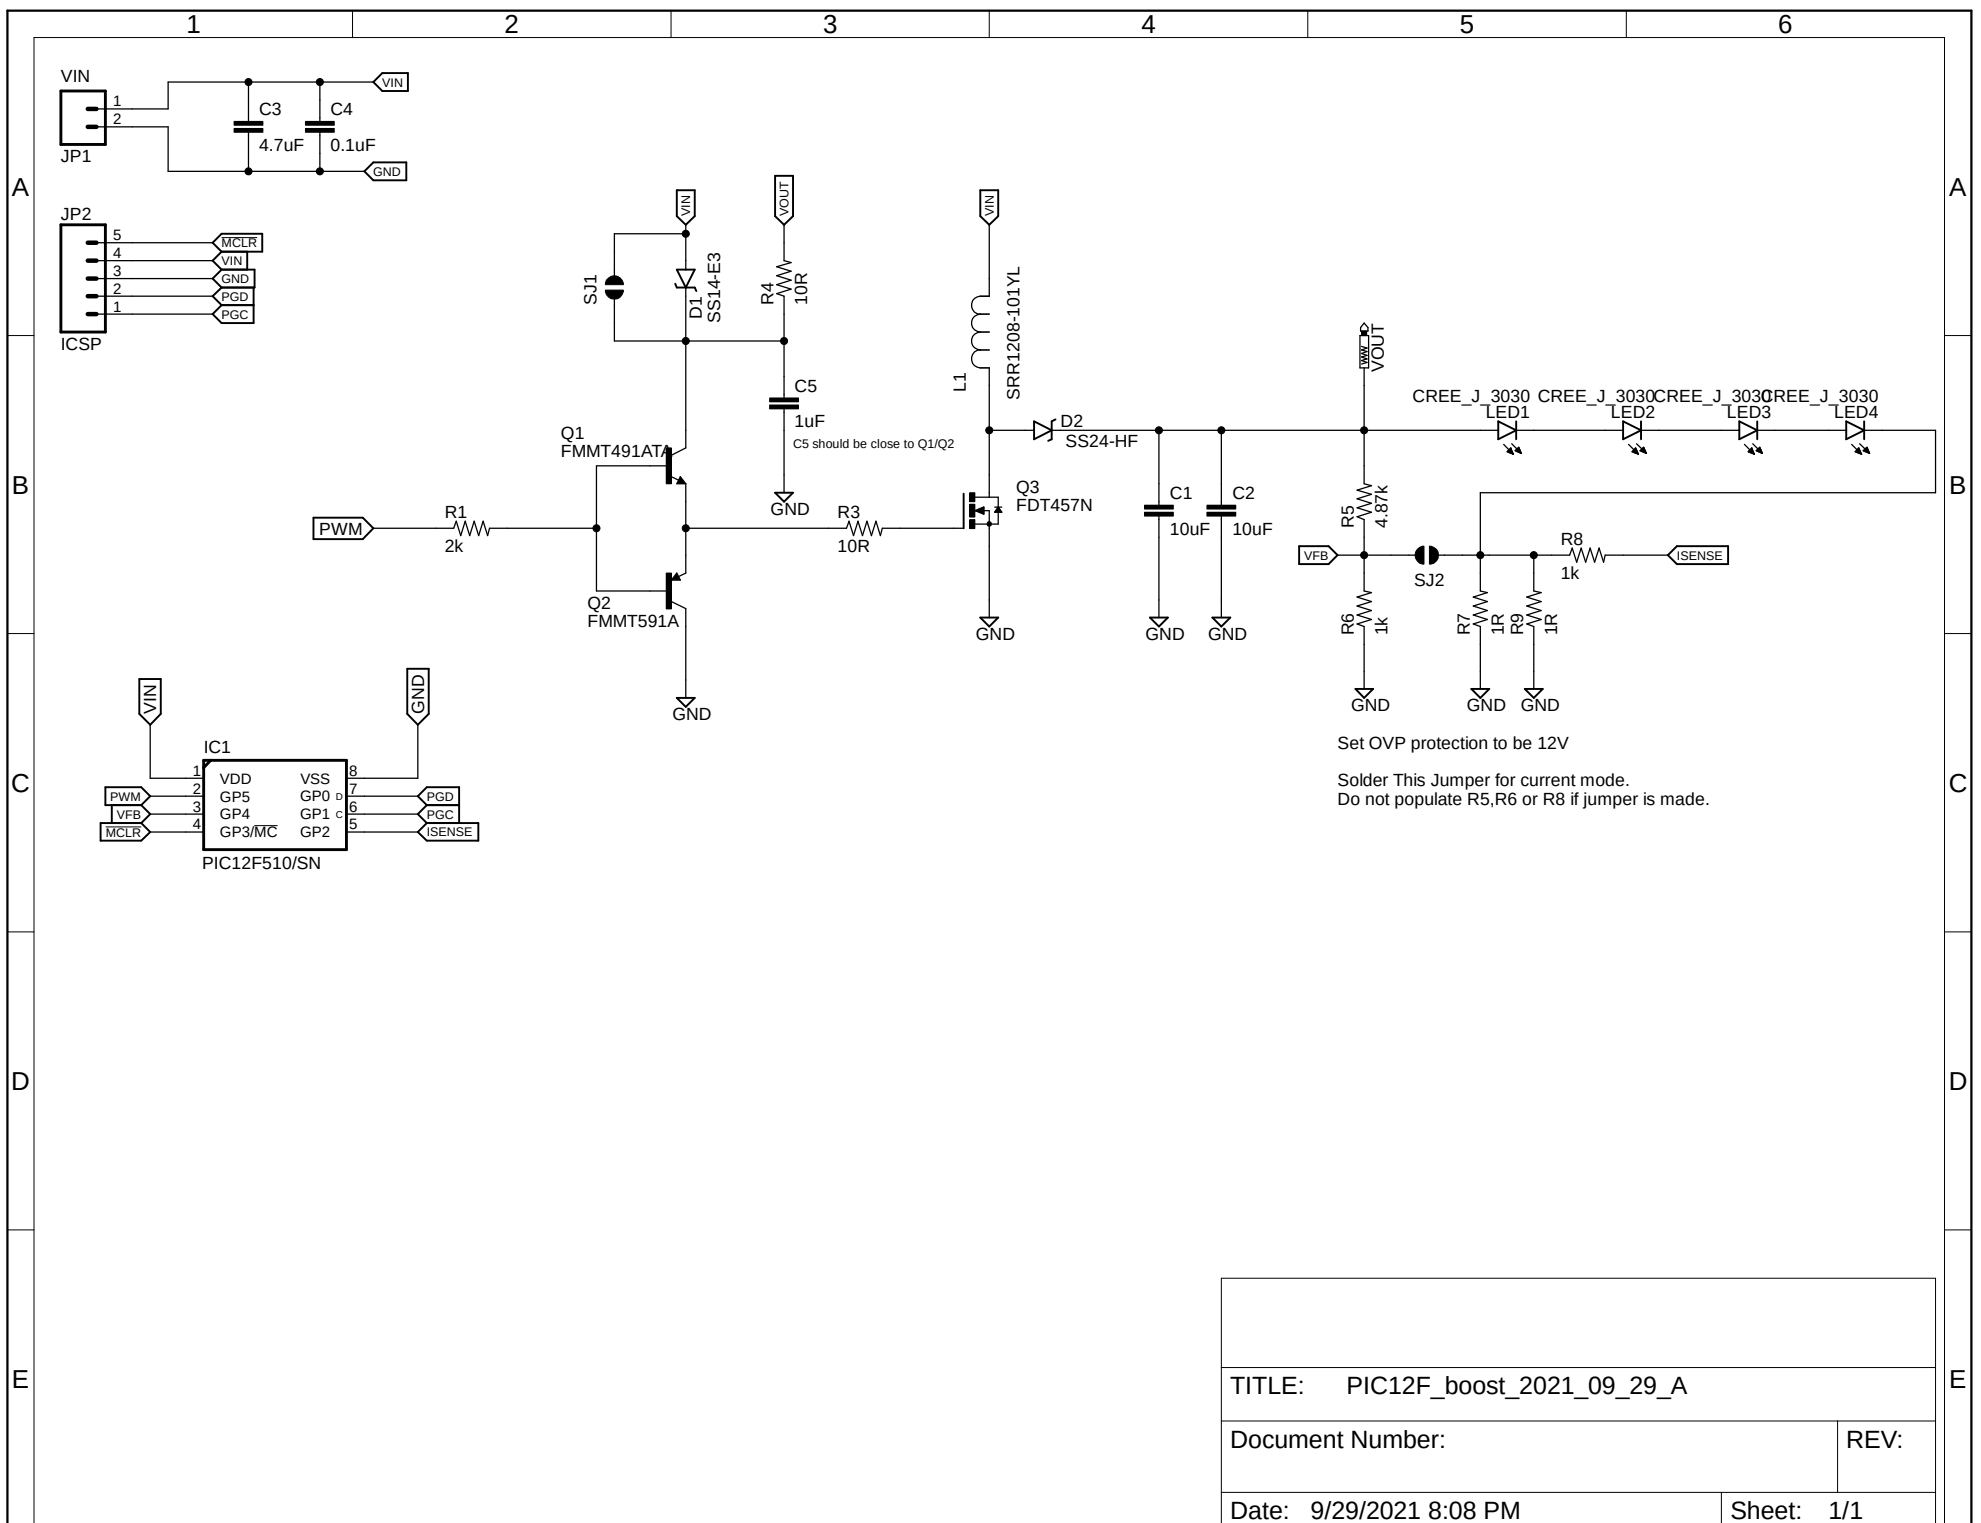 1 2 3 4 5 6
VIN
1
2
JP1
C3
4.7uF
C4
0.1uF
VIN
GND
A
A
JP2
5
4
3
2
1
MCLR
VIN
GND
PGD
PGC
ICSP
VIN
SJ1
D1
SS14-E3
VOUT
R4
10R
C5
1uF
C5 should be close to Q1/Q2
GND
VIN
L1
SRR1208-101YL
D2
SS24-HF
VOUT
CREE_J_3030 CREE_J_3030 CREE_J_3030 CREE_J_3030
LED1 LED2 LED3 LED4
B
B
Q1
FMMT491ATA
PWM
R1
2k
R3
10R
Q2
FMMT591A
GND
Q3
FDT457N
GND
C1
10uF
GND
C2
10uF
GND
R5
4.87k
VFB
SJ2
R8
1k
ISENSE
R6
1k
R7
1R
R9
1R
GND GND GND
Set OVP protection to be 12V
Solder This Jumper for current mode.
Do not populate R5,R6 or R8 if jumper is made.
C
C
VIN
GND
IC1
1 VDD VSS 8
PWM 2 GP5 GP0 D 7 PGD
VFB 3 GP4 GP1 C 6 PGC
MCLR 4 GP3/MC GP2 5 ISENSE
PIC12F510/SN
D
D
E
E
TITLE: PIC12F_boost_2021_09_29_A
Document Number:
REV:
Date: 9/29/2021 8:08 PM
Sheet: 1/1